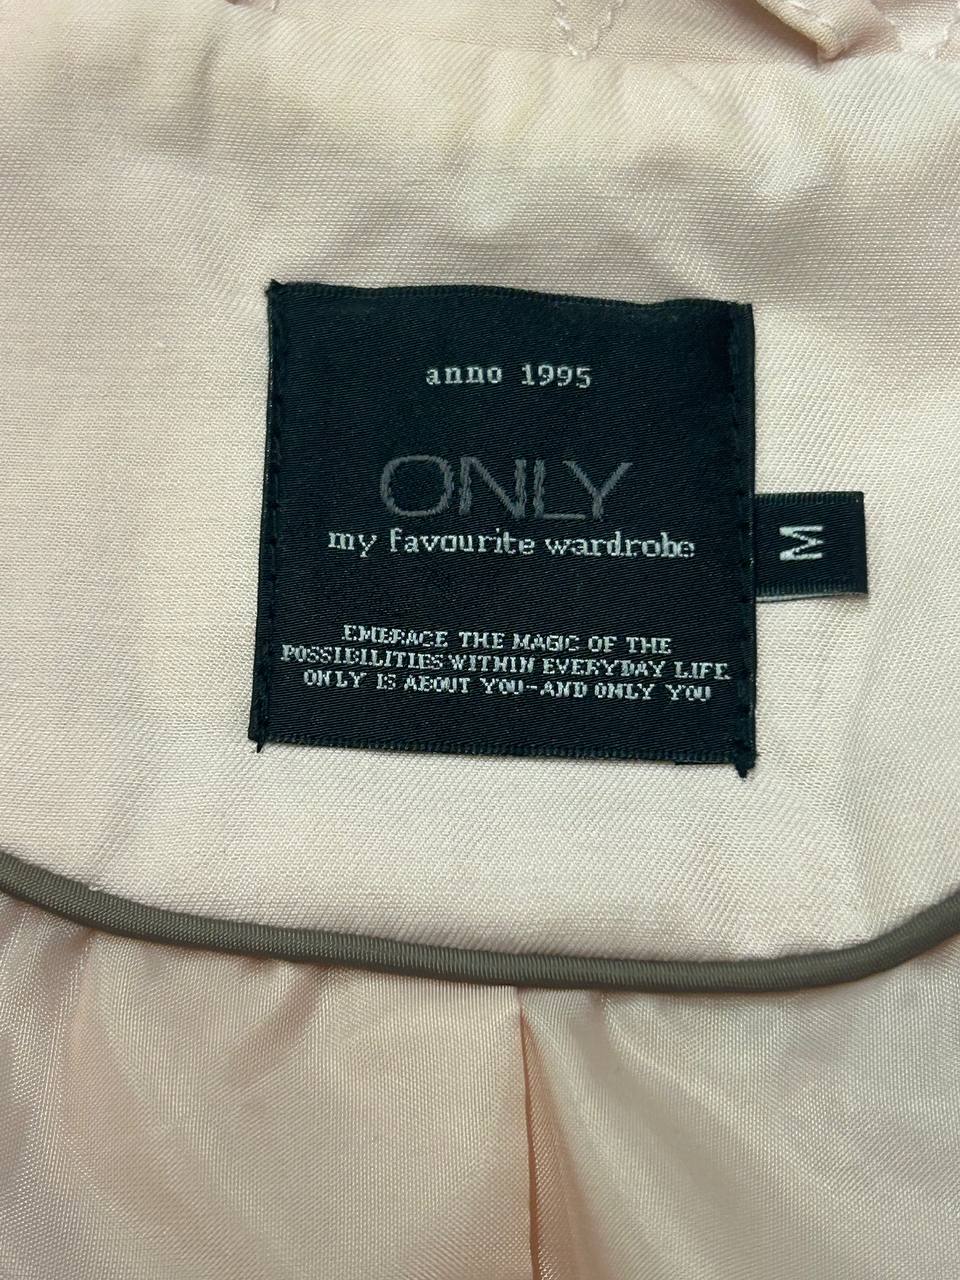 anno 1995
ONLY
my favourite wardrobe
M
EMBRACE THE MAGIC OF THE
POSSIBILITIES WITHIN EVERYDAY LIFE.
ONLY IS ABOUT YOU-AND ONLY YOU